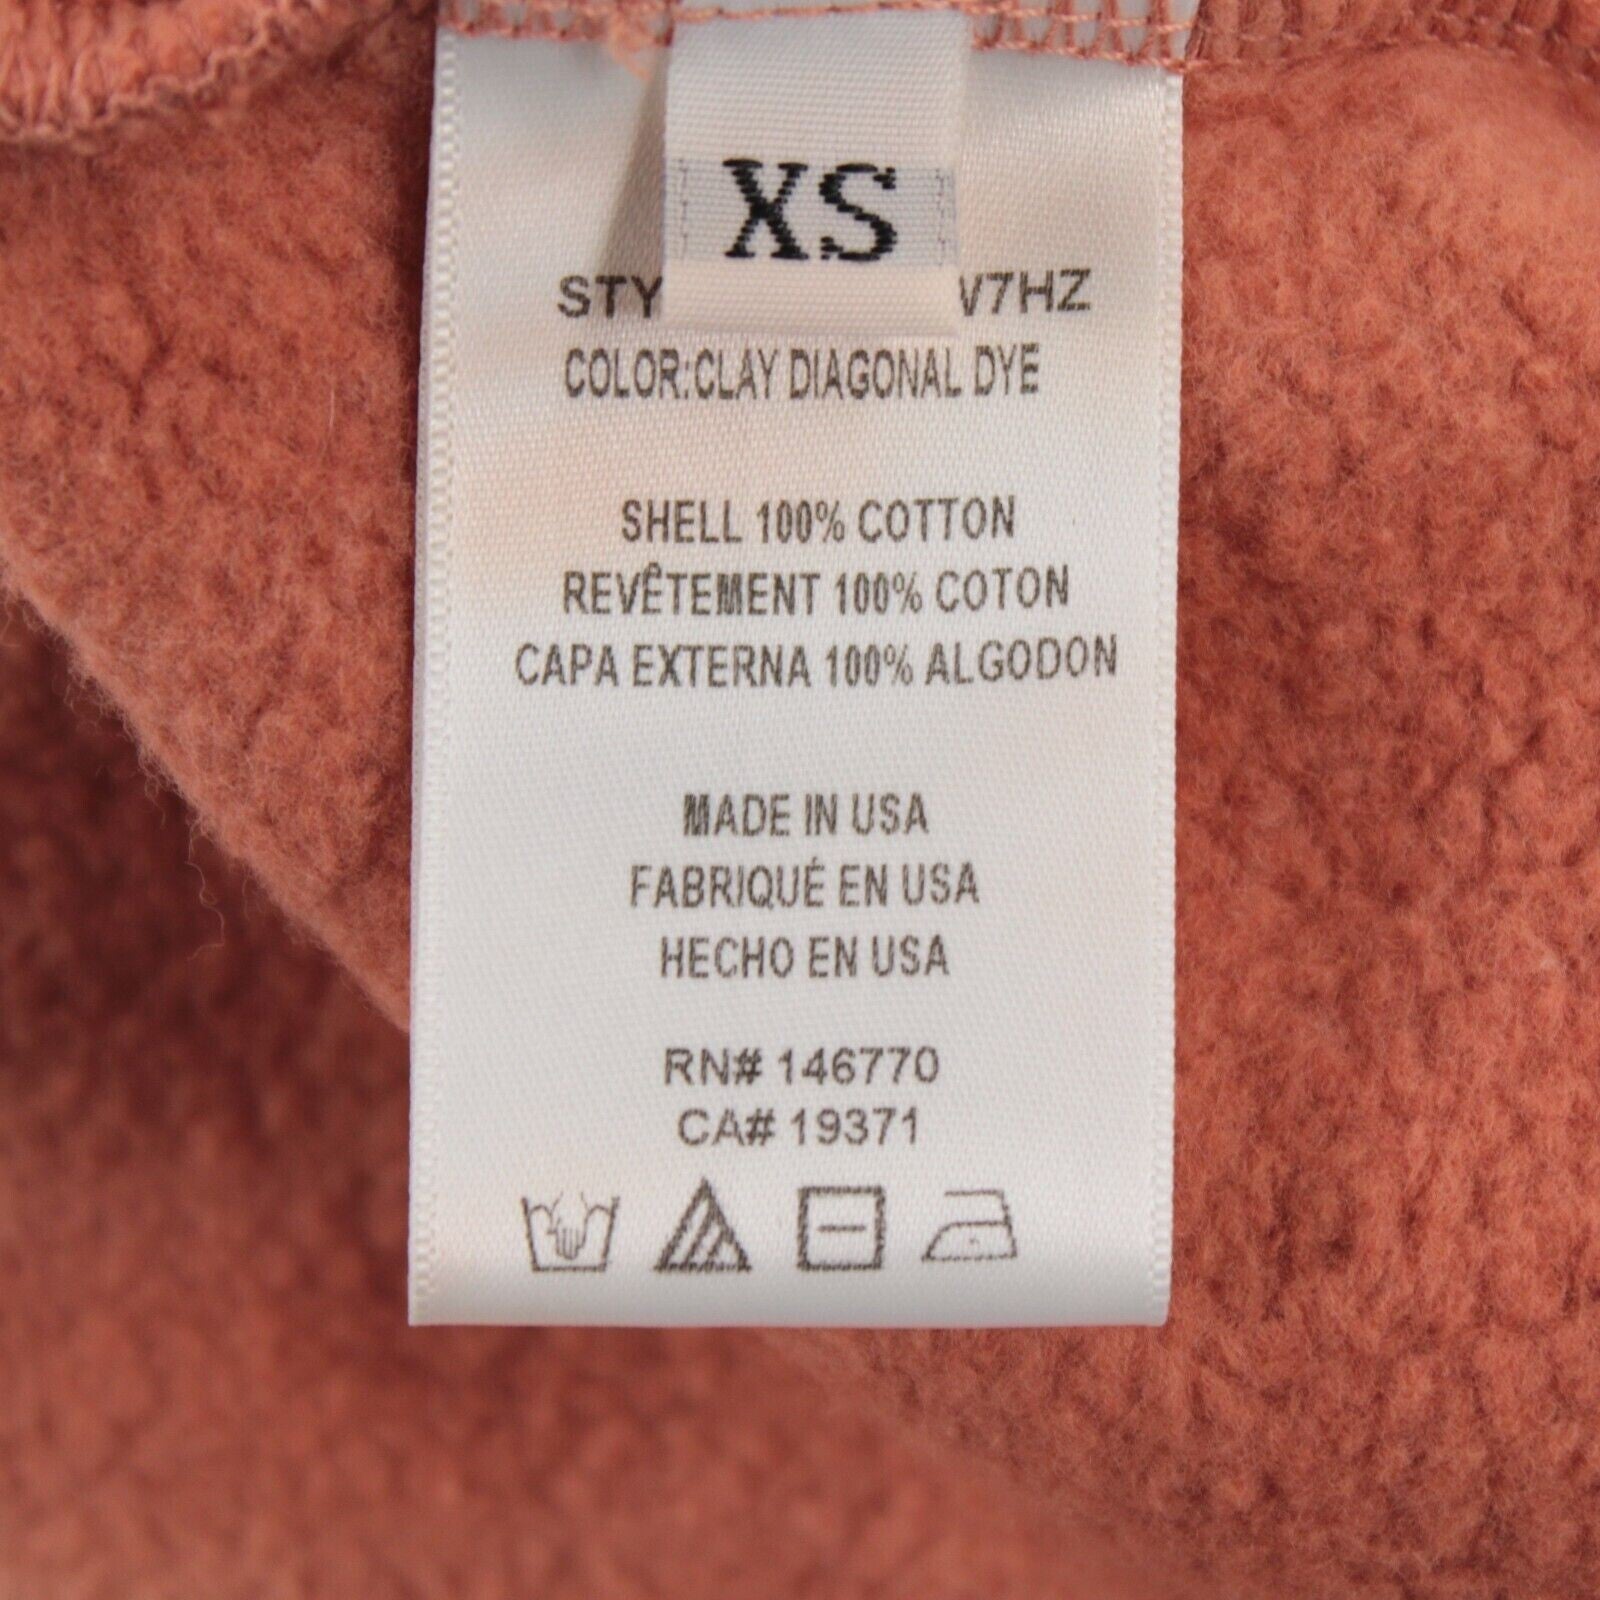 XS
STY V7HZ
COLOR:CLAY DIAGONAL DYE
SHELL 100% COTTON
REVÊTEMENT 100% COTON
CAPA EXTERNA 100% ALGODON
MADE IN USA
FABRIQUÉ EN USA
HECHO EN USA
RN# 146770
CA# 19371